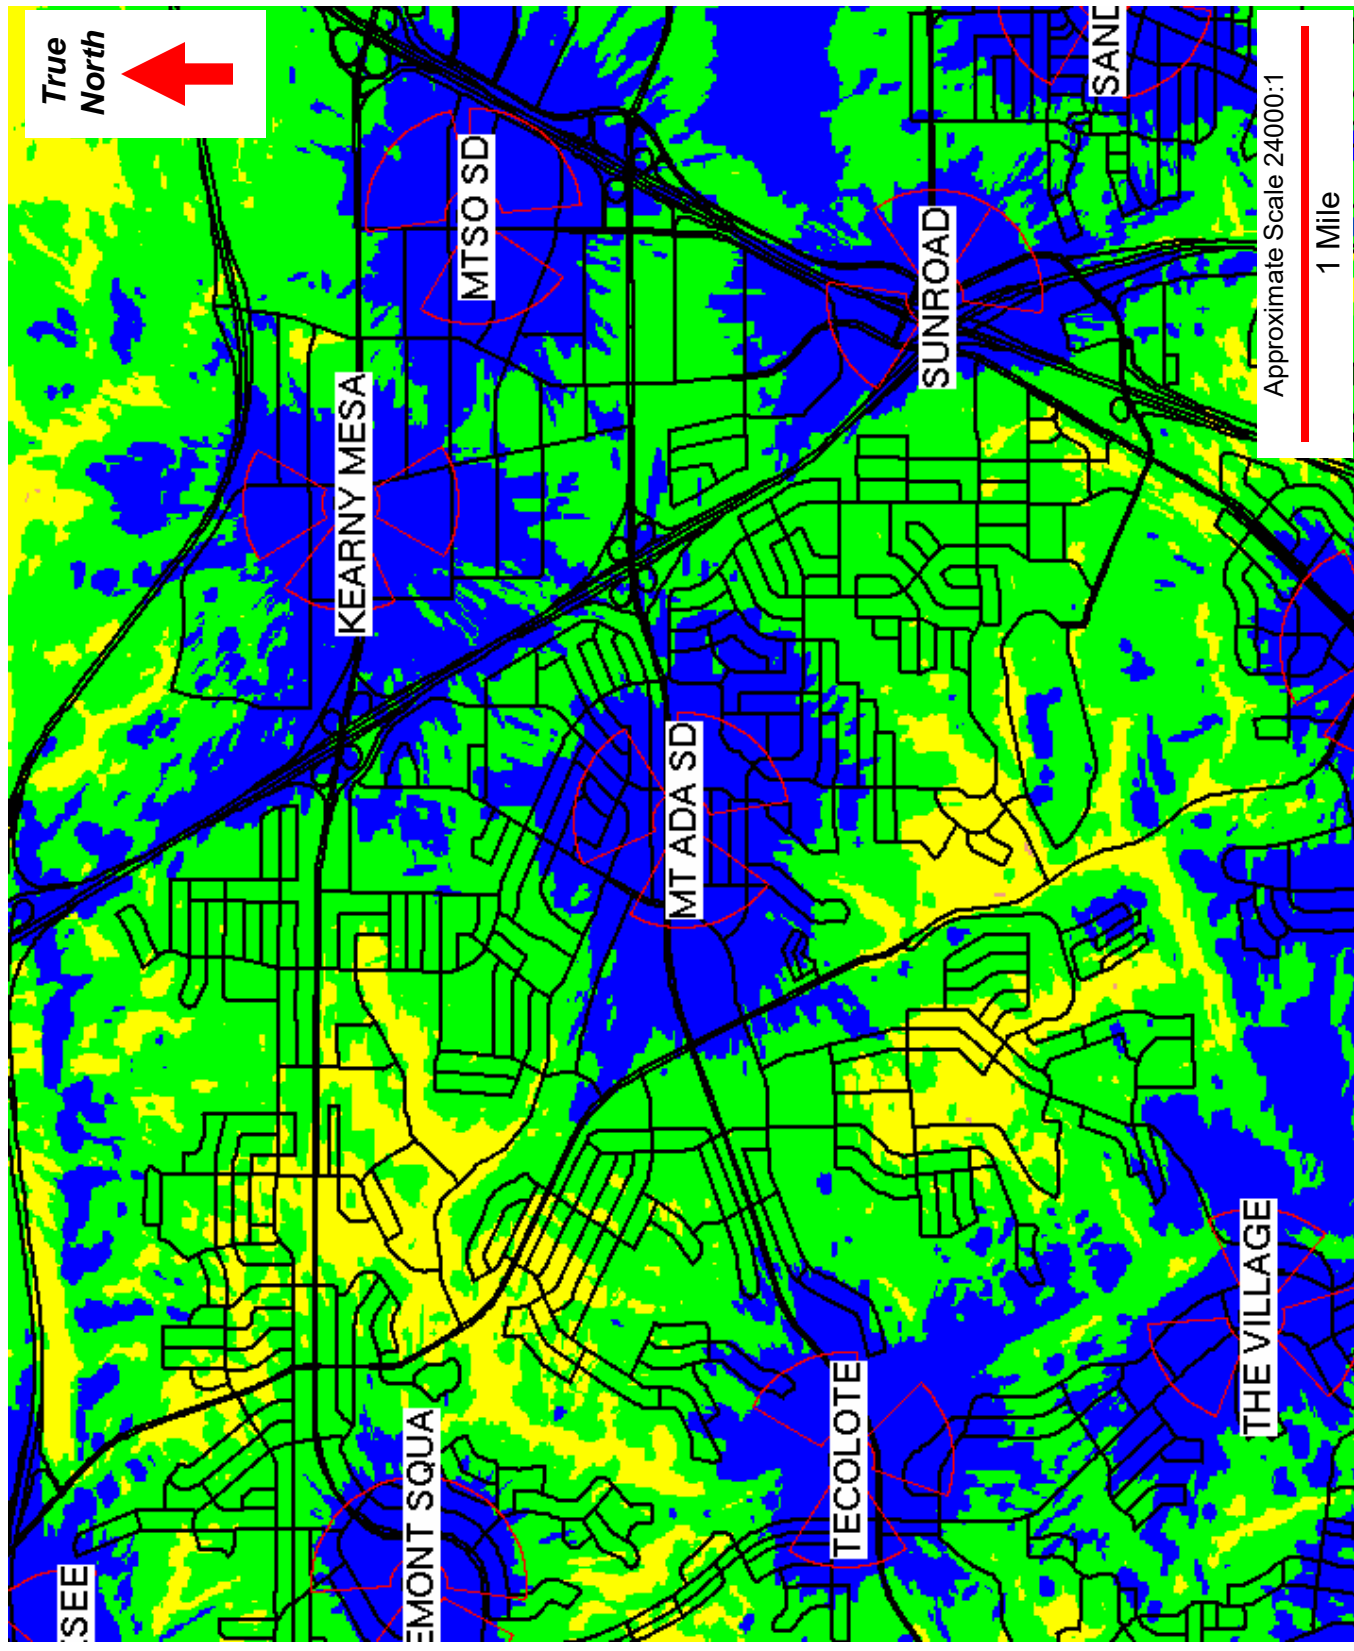 True
North
SAND
Approximate Scale 24000:1
1 Mile
MTSO SD
SUNROAD
KEARNY MESA
MT ADA SD
THE VILLAGE
TECOLOTE
EMONT SQUA
SEE